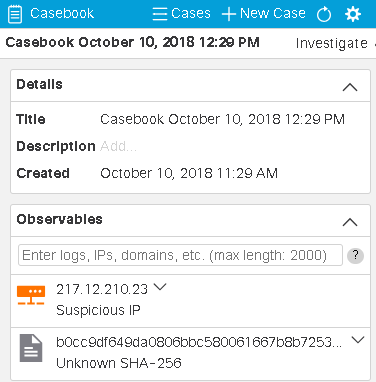 Casebook Cases New Case
Casebook October 10, 2018 12:29 PM Investigate
Details
Title Casebook October 10, 2018 12:29 PM
Description Add...
Created October 10, 2018 11:29 AM
Observables
Enter logs, IPs, domains, etc. (max length: 2000) ?
217.12.210.23
Suspicious IP
b0cc9df649da0806bbc580061667b8b7253...
Unknown SHA-256